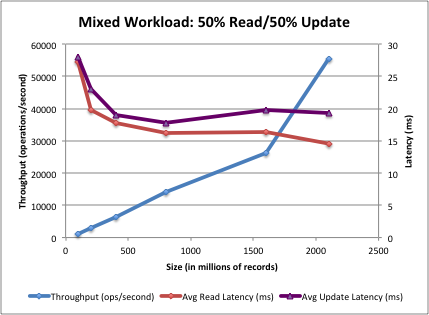 Mixed Workload: 50% Read/50% Update
60000
50000
40000
30000
20000
10000
0
Throughput (operations/second)
30
25
20
15
10
5
0
Latency (ms)
0 500 1000 1500 2000 2500
Size (in millions of records)
Throughput (ops/second) Avg Read Latency (ms) Avg Update Latency (ms)